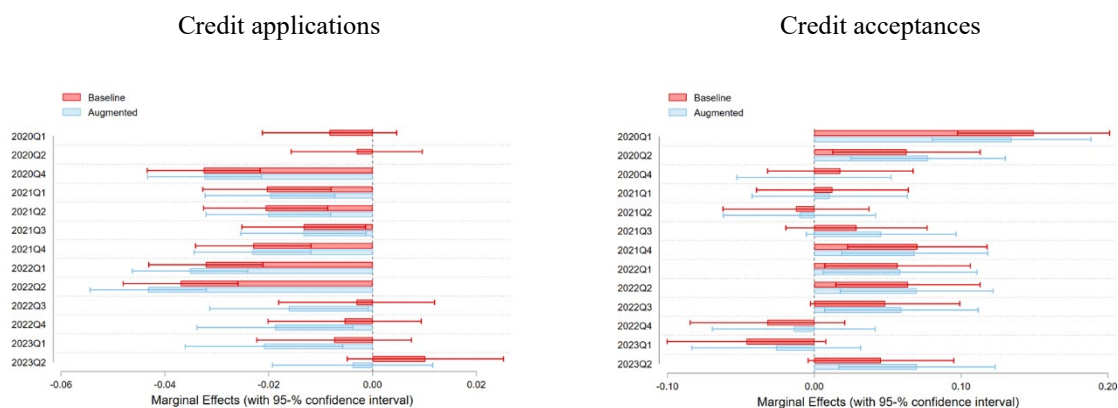 Credit applications
Baseline
Augmented
2020Q1
2020Q2
2020Q4
2021Q1
2021Q2
2021Q3
2021Q4
2022Q1
2022Q2
2022Q3
2022Q4
2023Q1
2023Q2
-0.06 -0.04 -0.02 0.00 0.02
Marginal Effects (with 95-% confidence interval)
Credit acceptances
Baseline
Augmented
2020Q1
2020Q2
2020Q4
2021Q1
2021Q2
2021Q3
2021Q4
2022Q1
2022Q2
2022Q3
2022Q4
2023Q1
2023Q2
-0.10 0.00 0.10 0.20
Marginal Effects (with 95-% confidence interval)